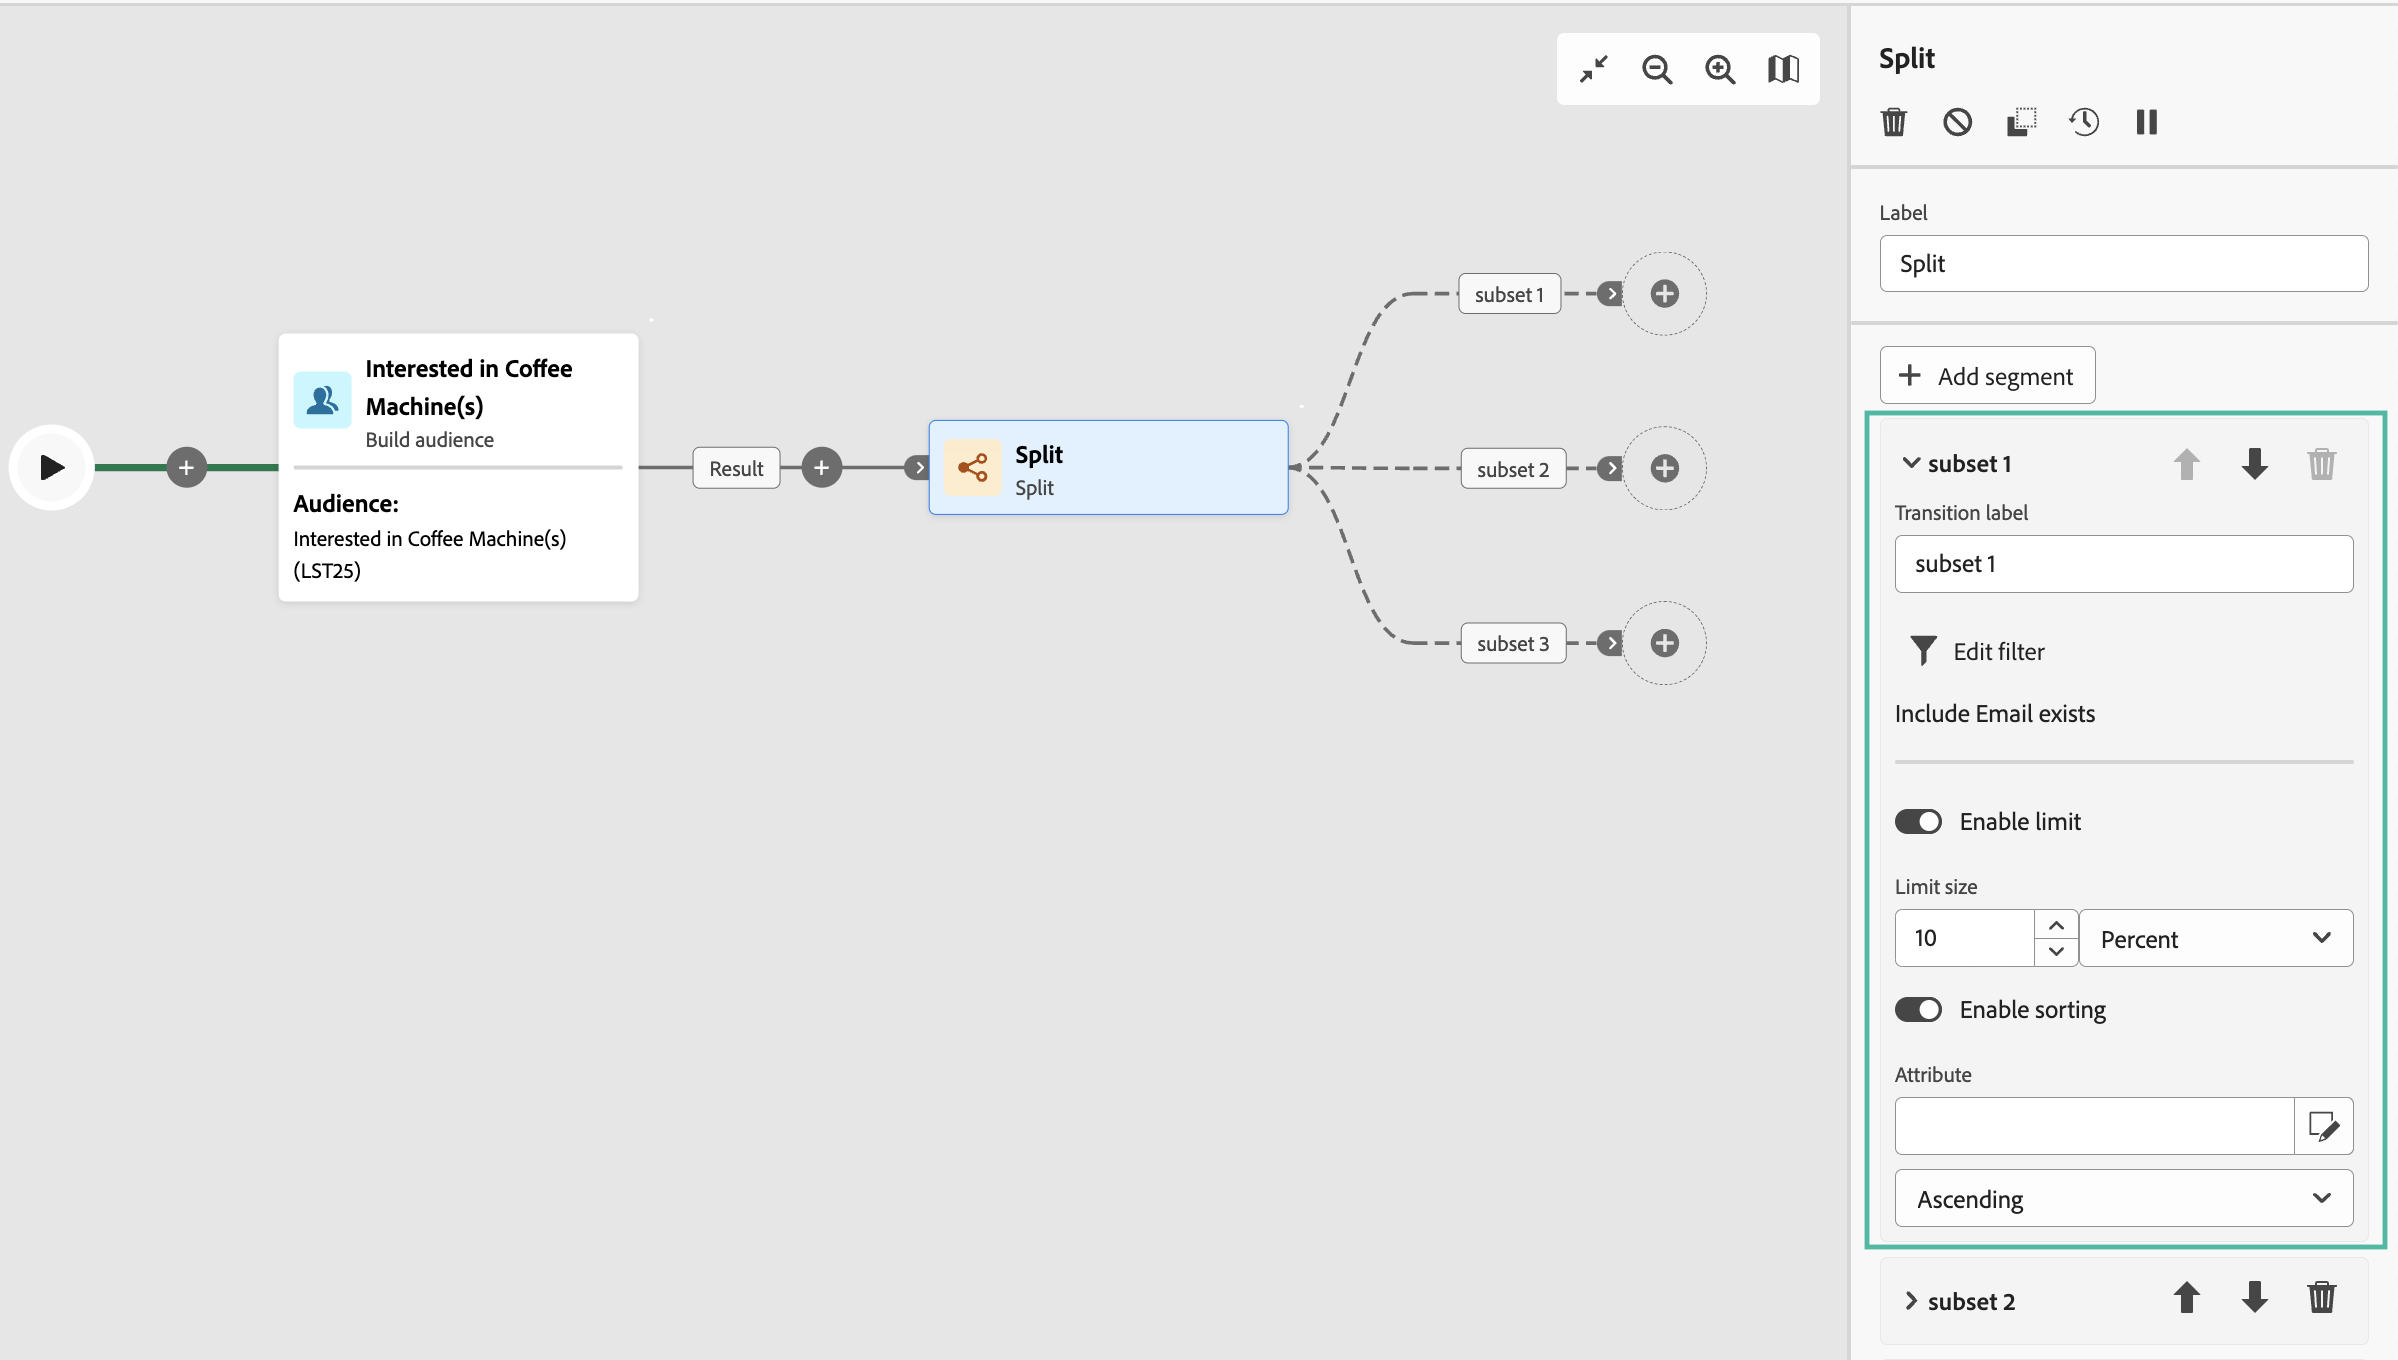 Interested in Coffee
Machine(s)
Build audience
Audience:
Interested in Coffee Machine(s)
(LST25)
Result
Split
Split
subset 1
subset 2
subset 3
Split
Label
Split
Add segment
subset 1
Transition label
subset 1
Edit filter
Include Email exists
Enable limit
Limit size
10
Percent
Enable sorting
Attribute
Ascending
subset 2